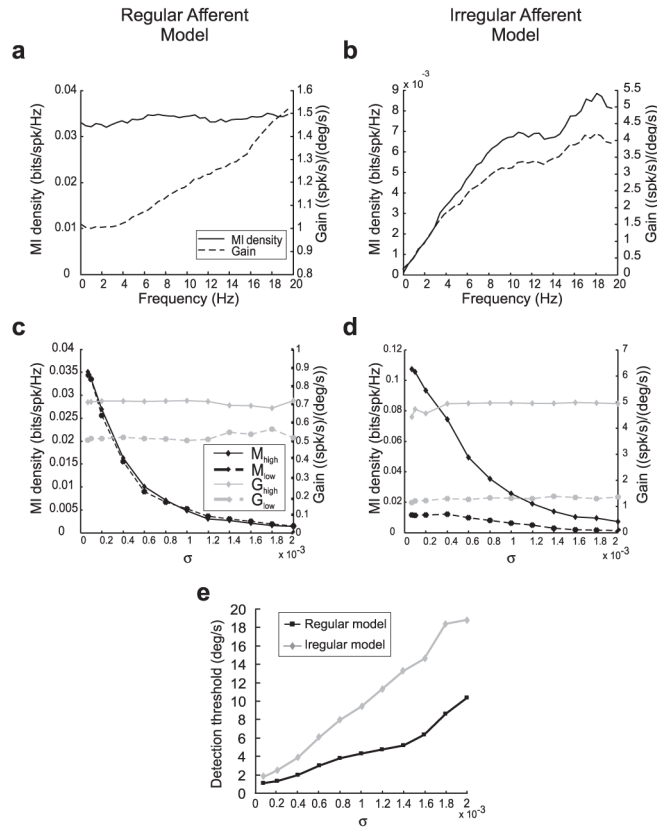 Regular Afferent
Model
Irregular Afferent
Model
a
0.04
0.03
0.02
0.01
0
MI density (bits/spk/Hz)
1.6
1.5
1.4
1.3
1.2
1.1
1
0.9
0.8
Gain ((spk/s)/(deg/s))
MI density
Gain
0 2 4 6 8 10 12 14 16 18 20
Frequency (Hz)
b
x 10⁻³
9
8
7
6
5
4
3
2
1
0
MI density (bits/spk/Hz)
5.5
5
4.5
4
3.5
3
2.5
2
1.5
1
0.5
0
Gain ((spk/s)/(deg/s))
0 2 4 6 8 10 12 14 16 18 20
Frequency (Hz)
c
0.04
0.035
0.03
0.025
0.02
0.015
0.01
0.005
0
MI density (bits/spk/Hz)
1
0.9
0.8
0.7
0.6
0.5
0.4
0.3
0.2
0.1
0
Gain ((spk/s)/(deg/s))
M high
M low
G high
G low
0 0.2 0.4 0.6 0.8 1 1.2 1.4 1.6 1.8 2
x 10⁻³
σ
d
0.12
0.1
0.08
0.06
0.04
0.02
0
MI density (bits/spk/Hz)
7
6
5
4
3
2
1
0
Gain ((spk/s)/(deg/s))
0 0.2 0.4 0.6 0.8 1 1.2 1.4 1.6 1.8 2
x 10⁻³
σ
e
20
18
16
14
12
10
8
6
4
2
0
Detection threshold (deg/s)
Regular model
Iregular model
0 0.2 0.4 0.6 0.8 1 1.2 1.4 1.6 1.8 2
x 10⁻³
σ